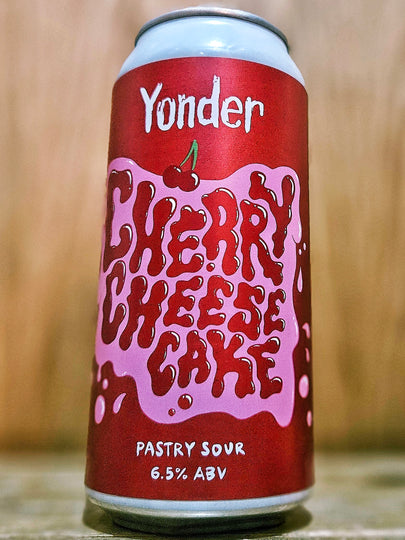 Yonder
CHERRY
CHEESE
CAKE
PASTRY SOUR
6.5% ABV